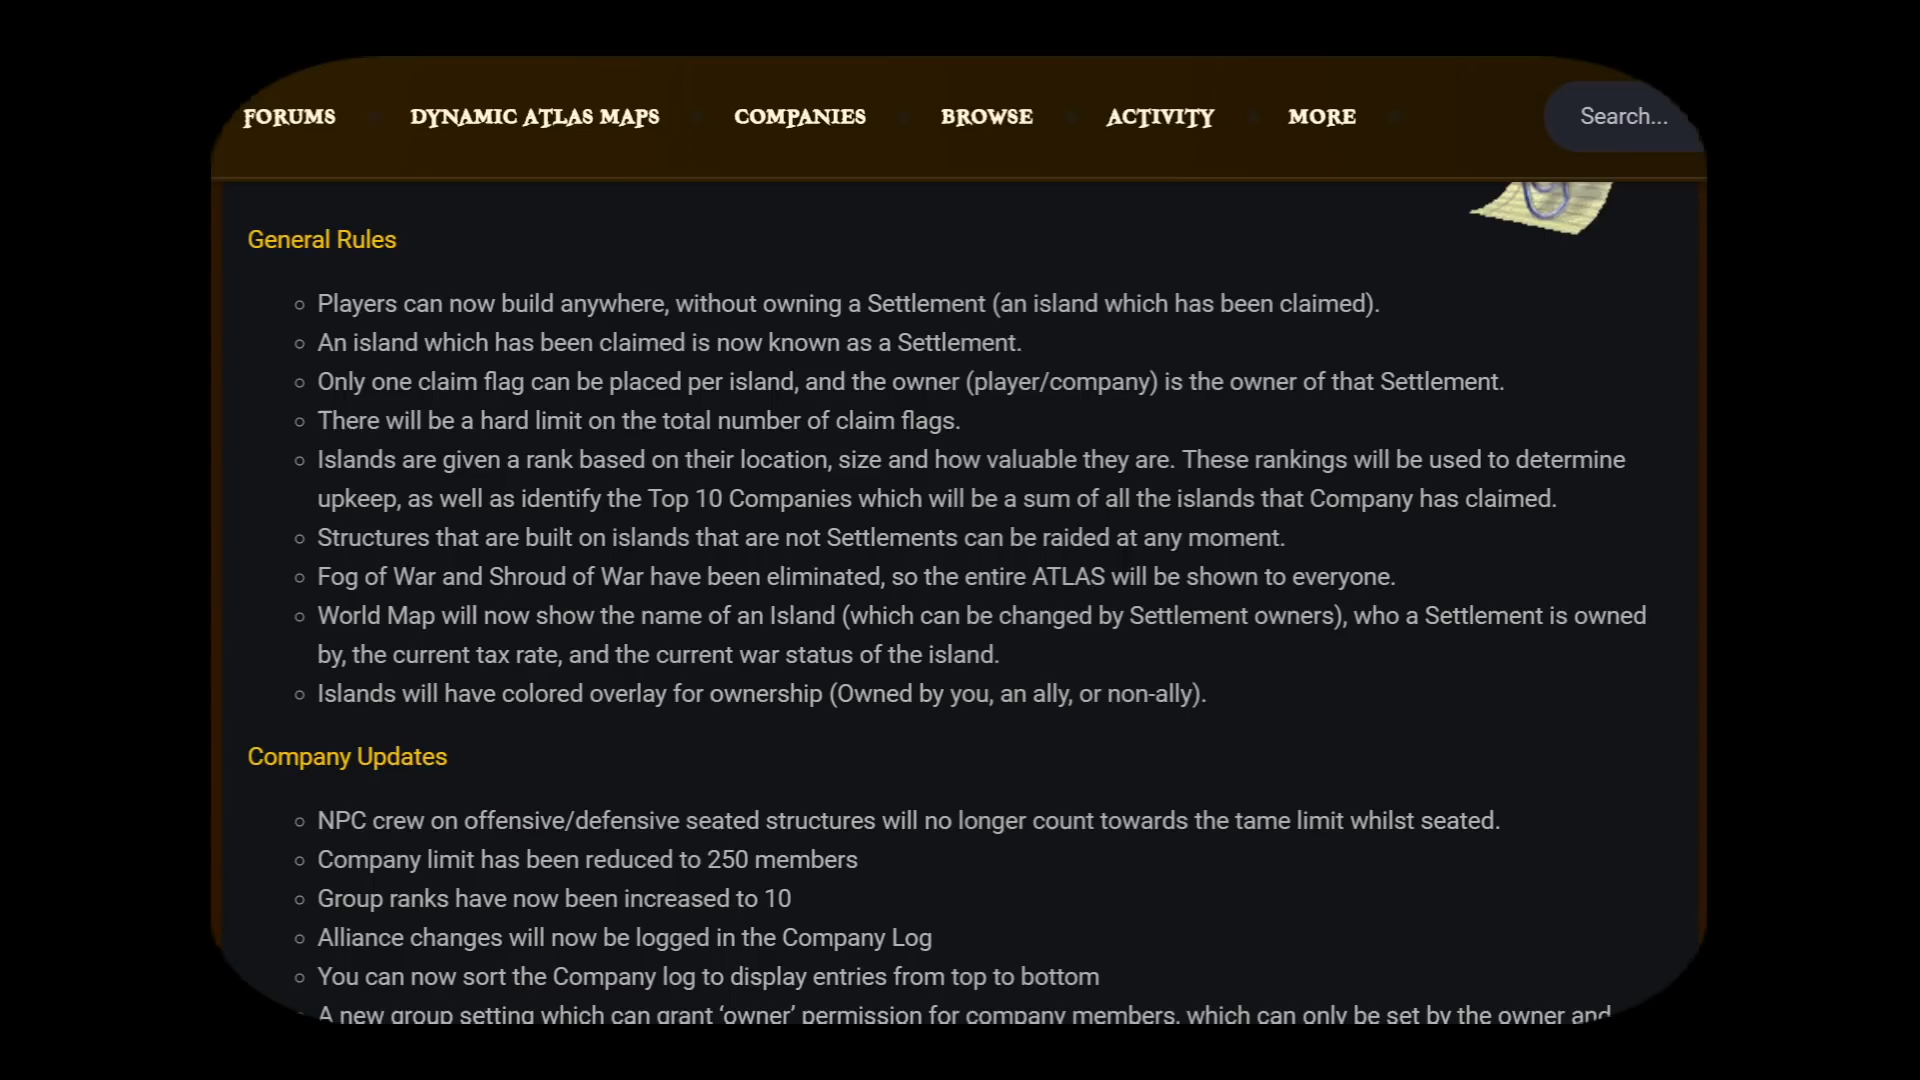 FORUMS DYNAMIC ATLAS MAPS COMPANIES BROWSE ACTIVITY MORE Search...
General Rules
Players can now build anywhere, without owning a Settlement (an island which has been claimed).
An island which has been claimed is now known as a Settlement.
Only one claim flag can be placed per island, and the owner (player/company) is the owner of that Settlement.
There will be a hard limit on the total number of claim flags.
Islands are given a rank based on their location, size and how valuable they are. These rankings will be used to determine
upkeep, as well as identify the Top 10 Companies which will be a sum of all the islands that Company has claimed.
Structures that are built on islands that are not Settlements can be raided at any moment.
Fog of War and Shroud of War have been eliminated, so the entire ATLAS will be shown to everyone.
World Map will now show the name of an Island (which can be changed by Settlement owners), who a Settlement is owned
by, the current tax rate, and the current war status of the island.
Islands will have colored overlay for ownership (Owned by you, an ally, or non-ally).
Company Updates
NPC crew on offensive/defensive seated structures will no longer count towards the tame limit whilst seated.
Company limit has been reduced to 250 members
Group ranks have now been increased to 10
Alliance changes will now be logged in the Company Log
You can now sort the Company log to display entries from top to bottom
A new group setting which can grant ‘owner’ permission for company members, which can only be set by the owner and